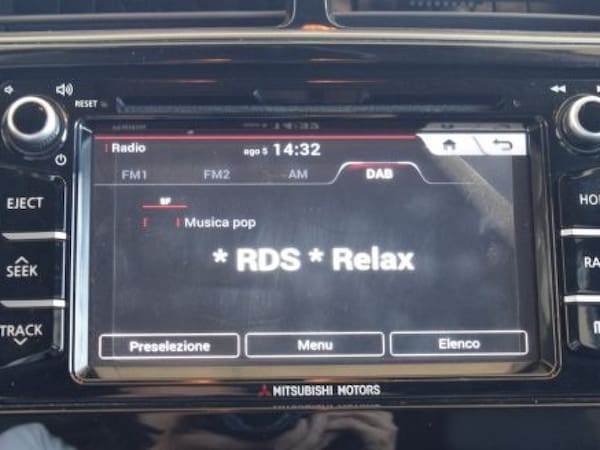 RESET
Radio
ago 5 14:32
FM1 FM2 AM DAB
SF
Musica pop
* RDS * Relax
Preselezione Menu Elenco
EJECT
SEEK
TRACK
MITSUBISHI MOTORS